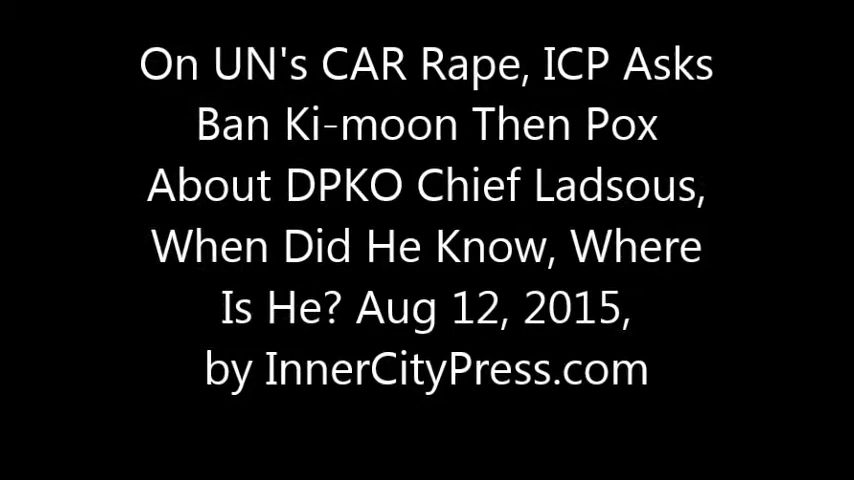 On UN's CAR Rape, ICP Asks
Ban Ki-moon Then Pox
About DPKO Chief Ladsous,
When Did He Know, Where
Is He? Aug 12, 2015,
by InnerCityPress.com